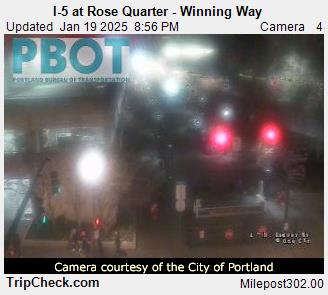 I-5 at Rose Quarter - Winning Way
Updated Jan 19 2025 8:56 PM Camera 4
PBOT
PORTLAND BUREAU OF TRANSPORTATION
Camera courtesy of the City of Portland
TripCheck.com Milepost302.00